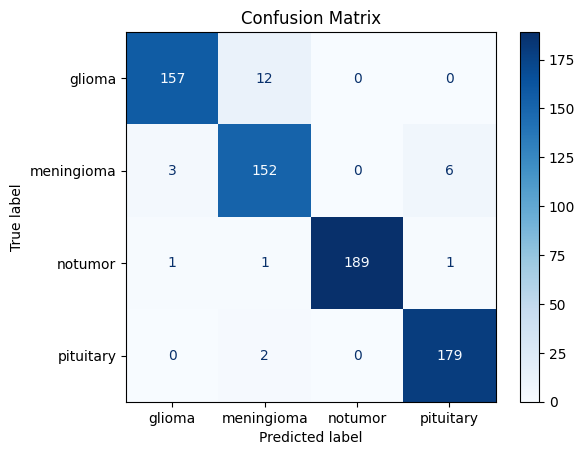 Confusion Matrix
True label
glioma 157 12 0 0
meningioma 3 152 0 6
notumor 1 1 189 1
pituitary 0 2 0 179
glioma meningioma notumor pituitary
Predicted label
175
150
125
100
75
50
25
0